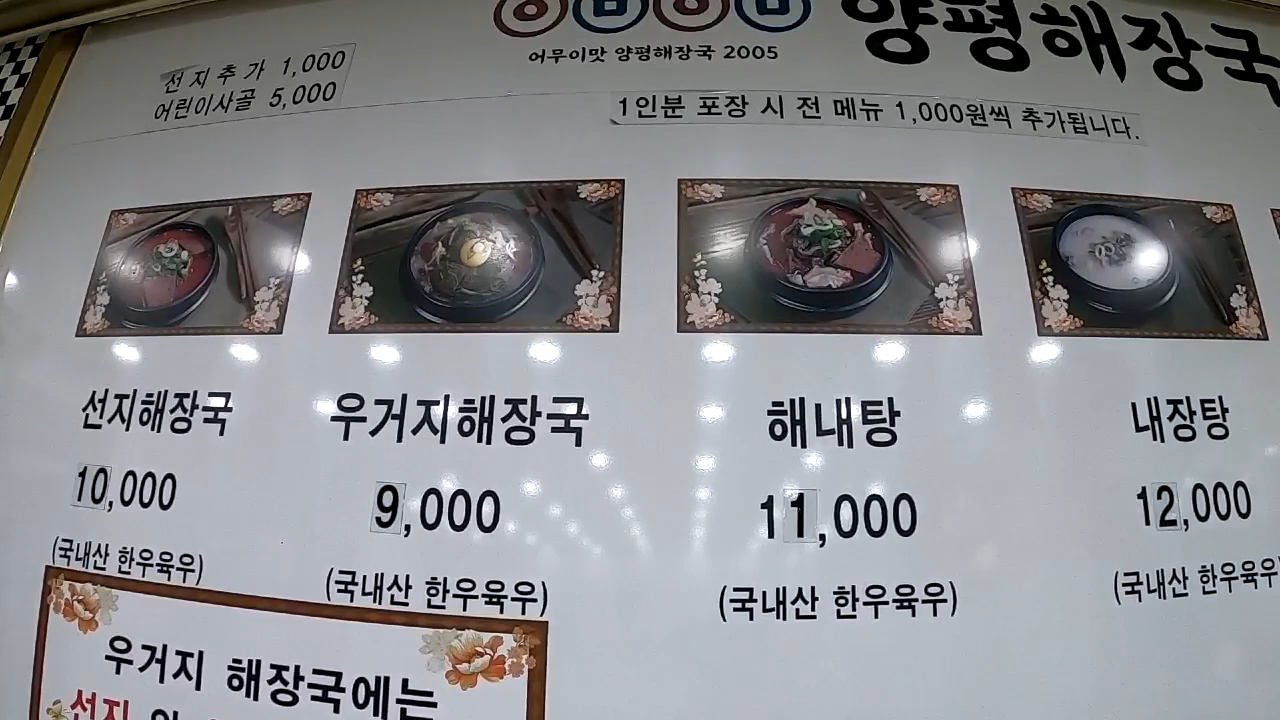 어무이맛 양평해장국 2005
양평해장국
선지추가 1,000
어린이사골 5,000
1인분 포장 시 전 메뉴 1,000원씩 추가됩니다.
선지해장국
10,000
(국내산 한우육우)
우거지해장국
9,000
(국내산 한우육우)
해내탕
11,000
(국내산 한우육우)
내장탕
12,000
(국내산 한우육우)
우거지 해장국에는
선지